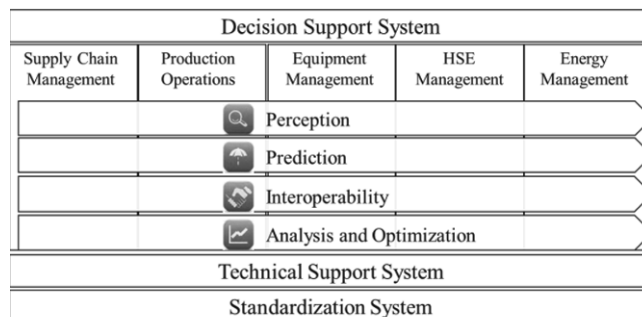 Decision Support System
Supply Chain
Management
Production
Operations
Equipment
Management
HSE
Management
Energy
Management
Perception
Prediction
Interoperability
Analysis and Optimization
Technical Support System
Standardization System